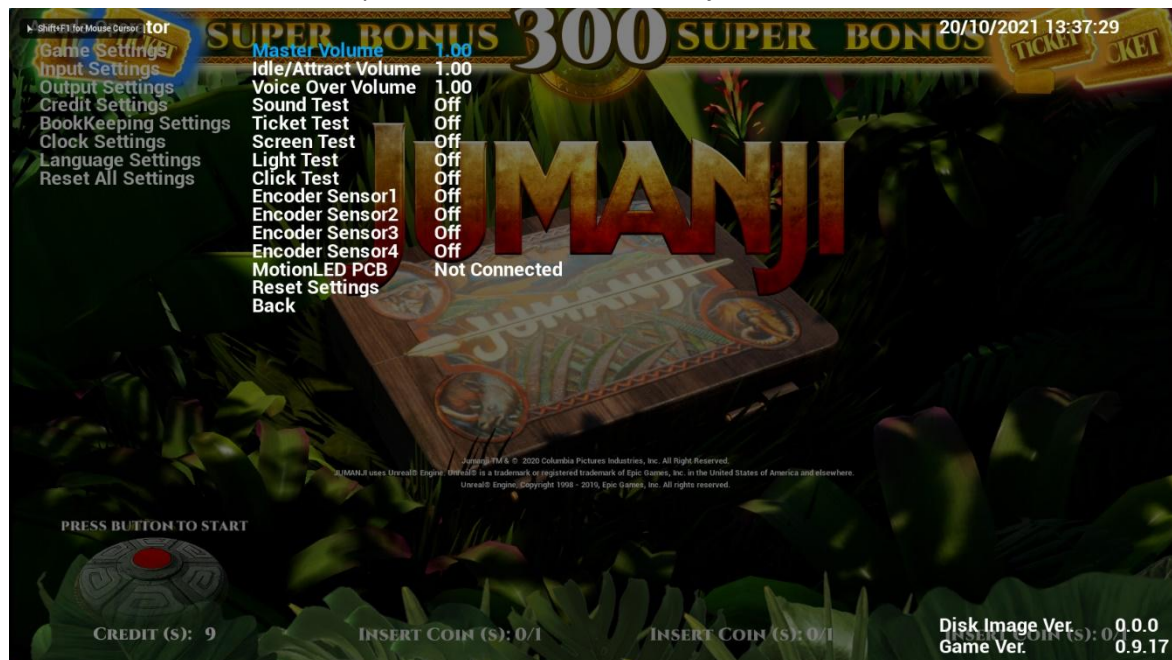 Shift+F1 for Mouse Cursor
tor
SUPER BONUS 300 SUPER BONUS
20/10/2021 13:37:29
TICKET
CKET
Game Settings
Input Settings
Output Settings
Credit Settings
BookKeeping Settings
Clock Settings
Language Settings
Reset All Settings
Master Volume 1.00
Idle/Attract Volume 1.00
Voice Over Volume 1.00
Sound Test Off
Ticket Test Off
Screen Test Off
Light Test Off
Click Test Off
Encoder Sensor1 Off
Encoder Sensor2 Off
Encoder Sensor3 Off
Encoder Sensor4 Off
MotionLED PCB Not Connected
Reset Settings
Back
JUMANJI
JUMANJI
Jumanji TM & © 2020 Columbia Pictures Industries, Inc. All Right Reserved.
JUMANJI uses Unreal® Engine. Unreal® is a trademark or registered trademark of Epic Games, Inc. in the United States of America and elsewhere.
Unreal® Engine, Copyright 1998 - 2019, Epic Games, Inc. All rights reserved.
PRESS BUTTON TO START
CREDIT (S): 9
INSERT COIN (S): 0/1
INSERT COIN (S): 0/1
Disk Image Ver. 0.0.0
Game Ver. 0.9.17